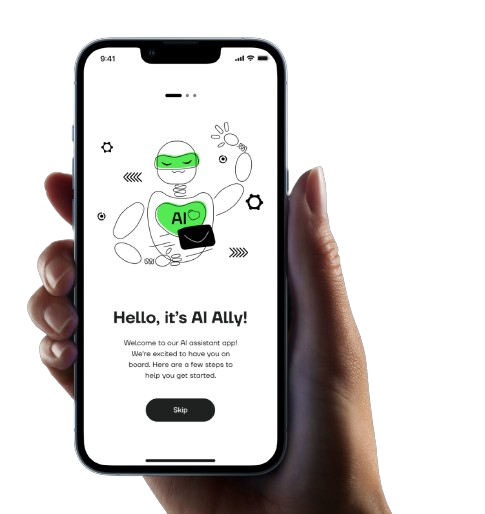 9:41
AI
Hello, it's AI Ally!
Welcome to our AI assistant app!
We're excited to have you on
board. Here are a few steps to
help you get started.
Skip